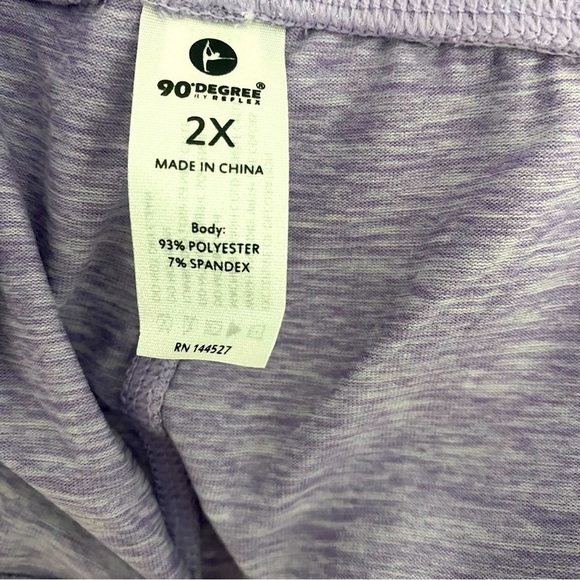 90°DEGREE®
BY REFLEX
2X
MADE IN CHINA
Body:
93% POLYESTER
7% SPANDEX
RN 144527